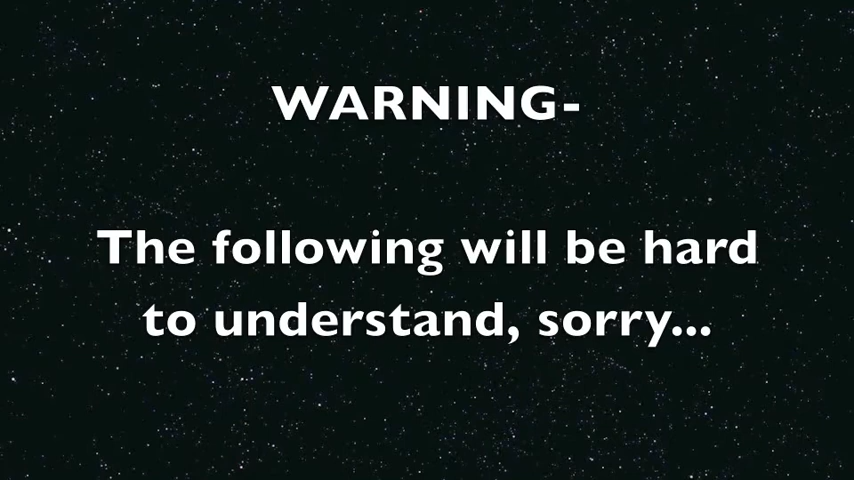 WARNING-
The following will be hard
to understand, sorry...